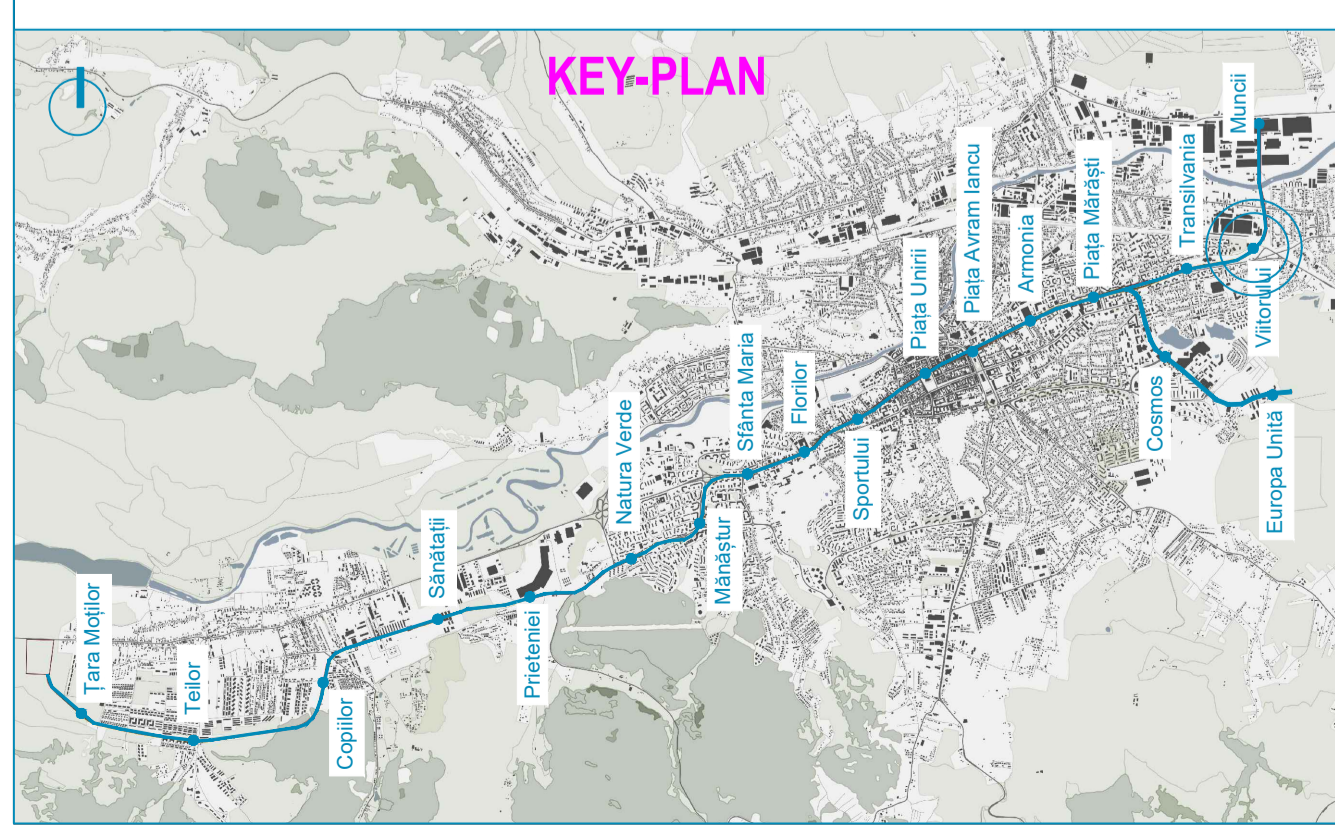 KEY-PLAN
Țara Moților
Teilor
Copiilor
Sănătații
Prieteniei
Natura Verde
Mănăștur
Sfânta Maria
Florilor
Sportului
Piața Unirii
Piața Avram Iancu
Armonia
Piața Mărăști
Transilvania
Viitorului
Muncii
Cosmos
Europa Unită